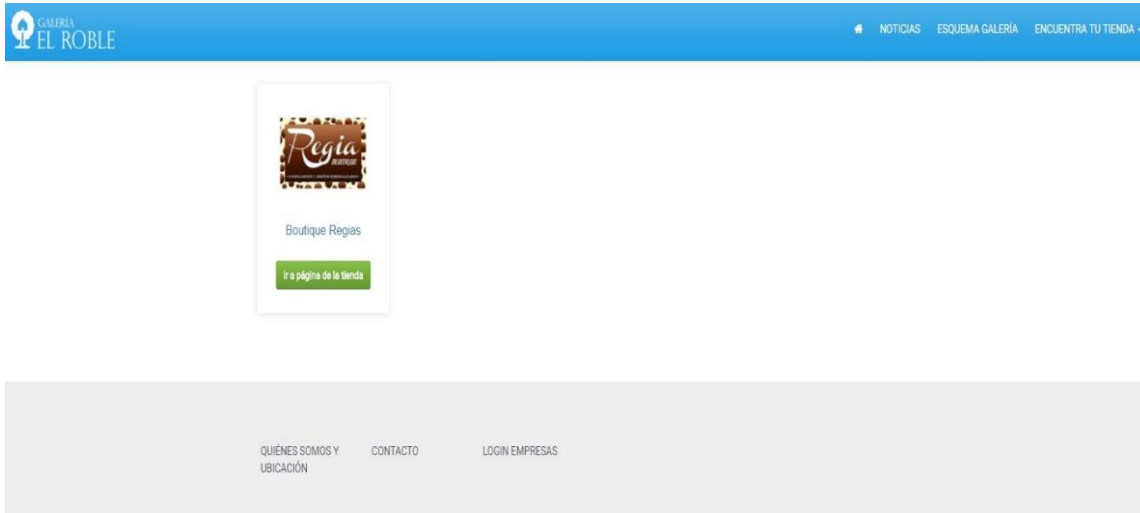 GALERÍA
EL ROBLE
NOTICIAS ESQUEMA GALERÍA ENCUENTRA TU TIENDA
Regia
BOUTIQUE
Boutique Regias
Ir a página de la tienda
QUIÉNES SOMOS Y UBICACIÓN
CONTACTO
LOGIN EMPRESAS